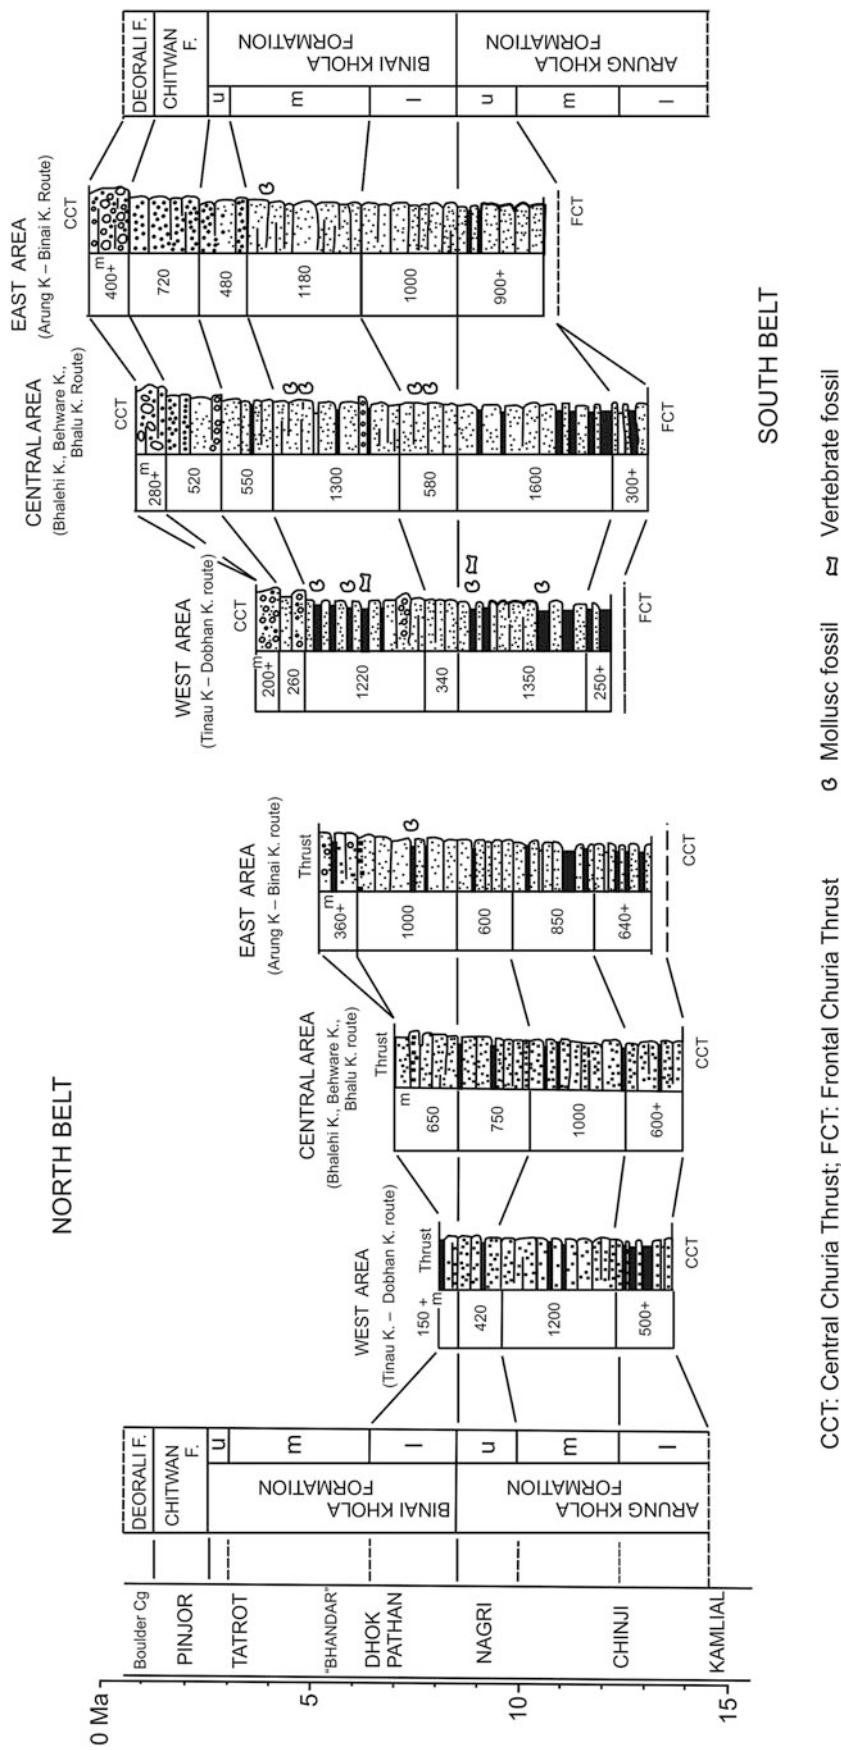 NORTH BELT
WEST AREA
(Tinau K. – Dobhan K. route)
Thrust
m
150 +
420
1200
500+
CCT
CENTRAL AREA
(Bhalehi K., Behware K.,
Bhalu K. route)
Thrust
m
650
750
1000
600+
CCT
EAST AREA
(Arung K – Binai K. route)
Thrust
m
360+
1000
600
850
640+
CCT
SOUTH BELT
WEST AREA
(Tinau K – Dobhan K. route)
CCT
m
200+
260
1220
340
1350
250+
FCT
CENTRAL AREA
(Bhalehi K., Behware K.,
Bhalu K. Route)
CCT
m
280+
520
550
1300
580
1600
300+
FCT
EAST AREA
(Arung K – Binai K. Route)
CCT
m
400+
720
480
1180
1000
900+
FCT
DEORALI F.
CHITWAN
F.
BINAI KHOLA
FORMATION
u
m
l
ARUNG KHOLA
FORMATION
u
m
l
DEORALI F.
CHITWAN
F.
BINAI KHOLA
FORMATION
u
m
l
ARUNG KHOLA
FORMATION
u
m
l
Boulder Cg
PINJOR
TATROT
"BHANDAR"
DHOK
PATHAN
NAGRI
CHINJI
KAMLIAL
0 Ma
5
10
15
CCT: Central Churia Thrust; FCT: Frontal Churia Thrust
Mollusc fossil
Vertebrate fossil